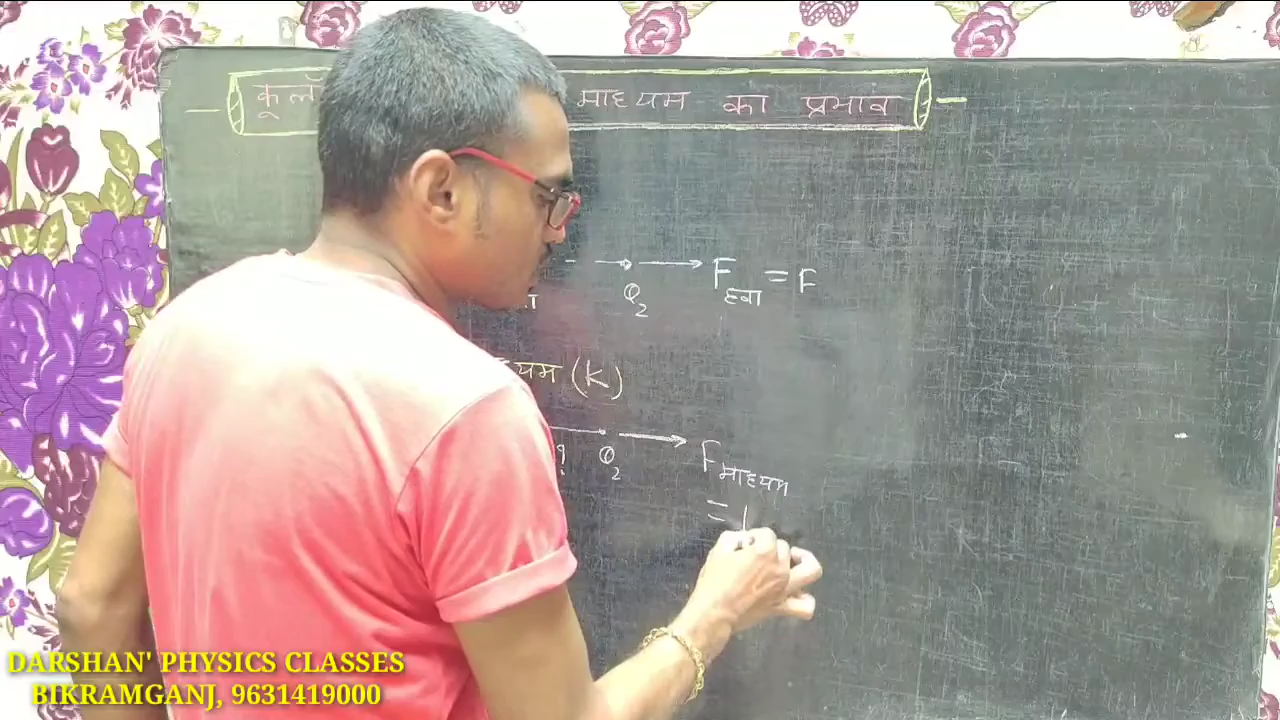 कूलॉ माध्यम का प्रभाव
Q₂ F हवा = F
यम (K)
Q₂ F माध्यम
=
DARSHAN' PHYSICS CLASSES
BIKRAMGANJ, 9631419000